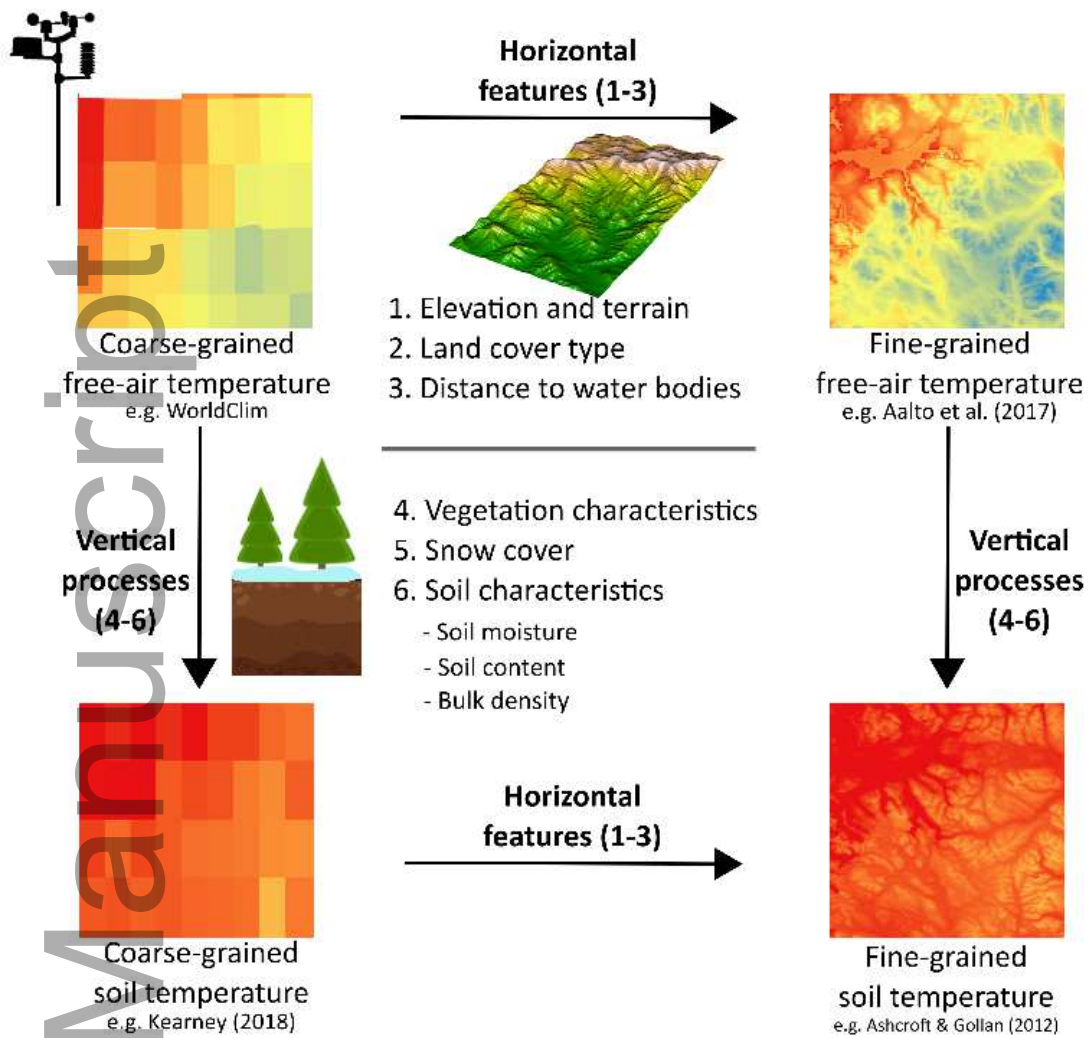 Horizontal
features (1-3)
1. Elevation and terrain
2. Land cover type
3. Distance to water bodies
Coarse-grained
free-air temperature
e.g. WorldClim
Fine-grained
free-air temperature
e.g. Aalto et al. (2017)
Vertical
processes
(4-6)
4. Vegetation characteristics
5. Snow cover
6. Soil characteristics
- Soil moisture
- Soil content
- Bulk density
Vertical
processes
(4-6)
Horizontal
features (1-3)
Coarse-grained
soil temperature
e.g. Kearney (2018)
Fine-grained
soil temperature
e.g. Ashcroft & Gollan (2012)
Manuscript